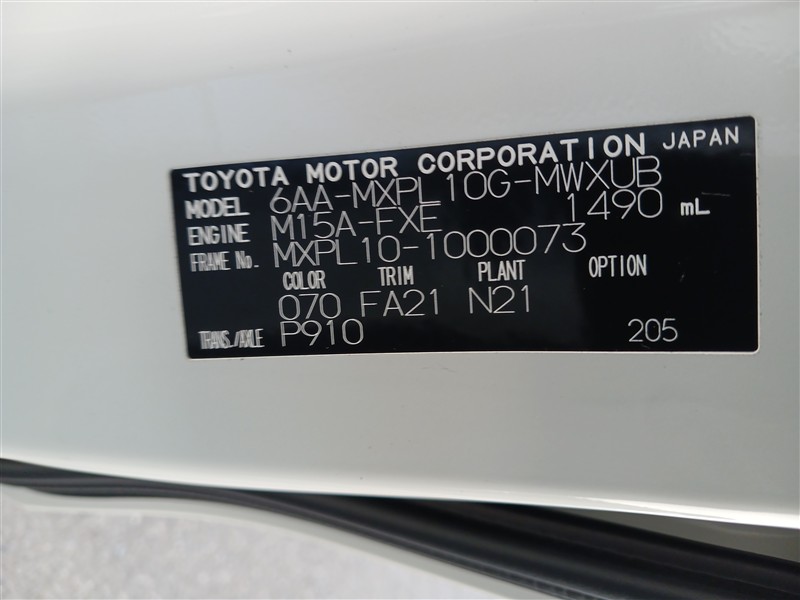 TOYOTA MOTOR CORPORATION JAPAN
MODEL 6AA-MXPL10G-MWXUB
ENGINE M15A-FXE 1490 mL
FRAME No. MXPL10-1000073
COLOR TRIM PLANT OPTION
070 FA21 N21
TRANS./AXLE P910 205